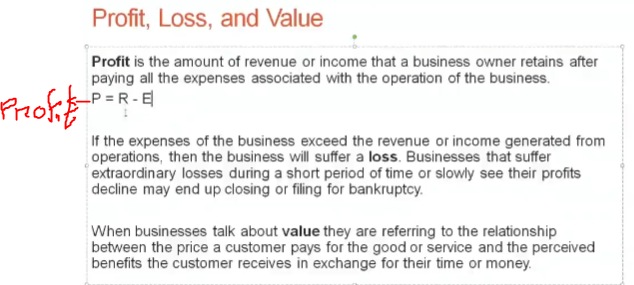 Profit, Loss, and Value
Profit is the amount of revenue or income that a business owner retains after
paying all the expenses associated with the operation of the business.
Profit P = R - E
If the expenses of the business exceed the revenue or income generated from
operations, then the business will suffer a loss. Businesses that suffer
extraordinary losses during a short period of time or slowly see their profits
decline may end up closing or filing for bankruptcy.
When businesses talk about value they are referring to the relationship
between the price a customer pays for the good or service and the perceived
benefits the customer receives in exchange for their time or money.